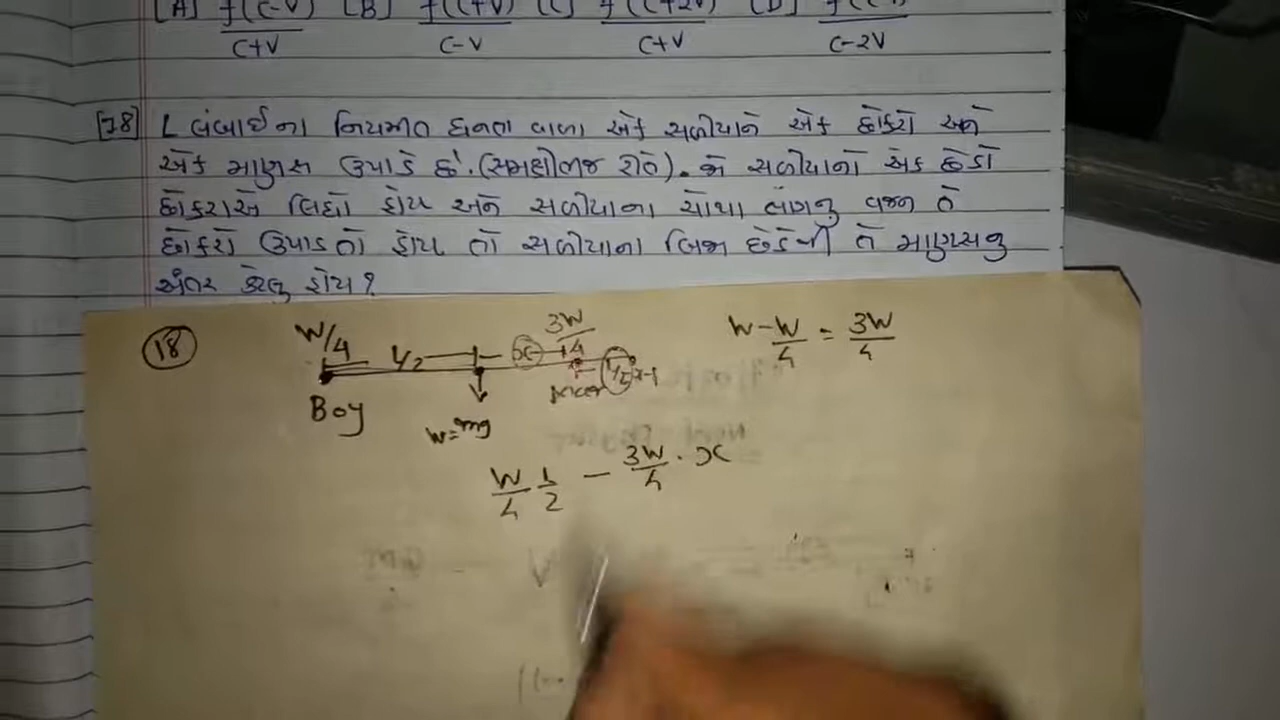 [A] f(C-V) [B] f(C+V) (C) f(C+2V) (D)
C+V C-V C+V C-2V
[18] L લંબાઈના નિયમીત ઘનતા વાળા એક સળીયાને એક છોકરો અને
એક માણસ ઉપાડે છે. (સમક્ષીતીજ રીતે). જો સળીયાનો એક છેડો
છોકરાએ લિધો હોય અને સળીયાના ચોથા ભાગનુ વજન તે
છોકરો ઉપાડતો હોય તો સળીયાના બિજા છેડેથી તે માણસનુ
અંતર કેટલુ હોય?
(18) W/4 L/2 x 3W/4 L/2-x W - W/4 = 3W/4
Boy W=mg
W/4 L/2 - 3W/4 . x